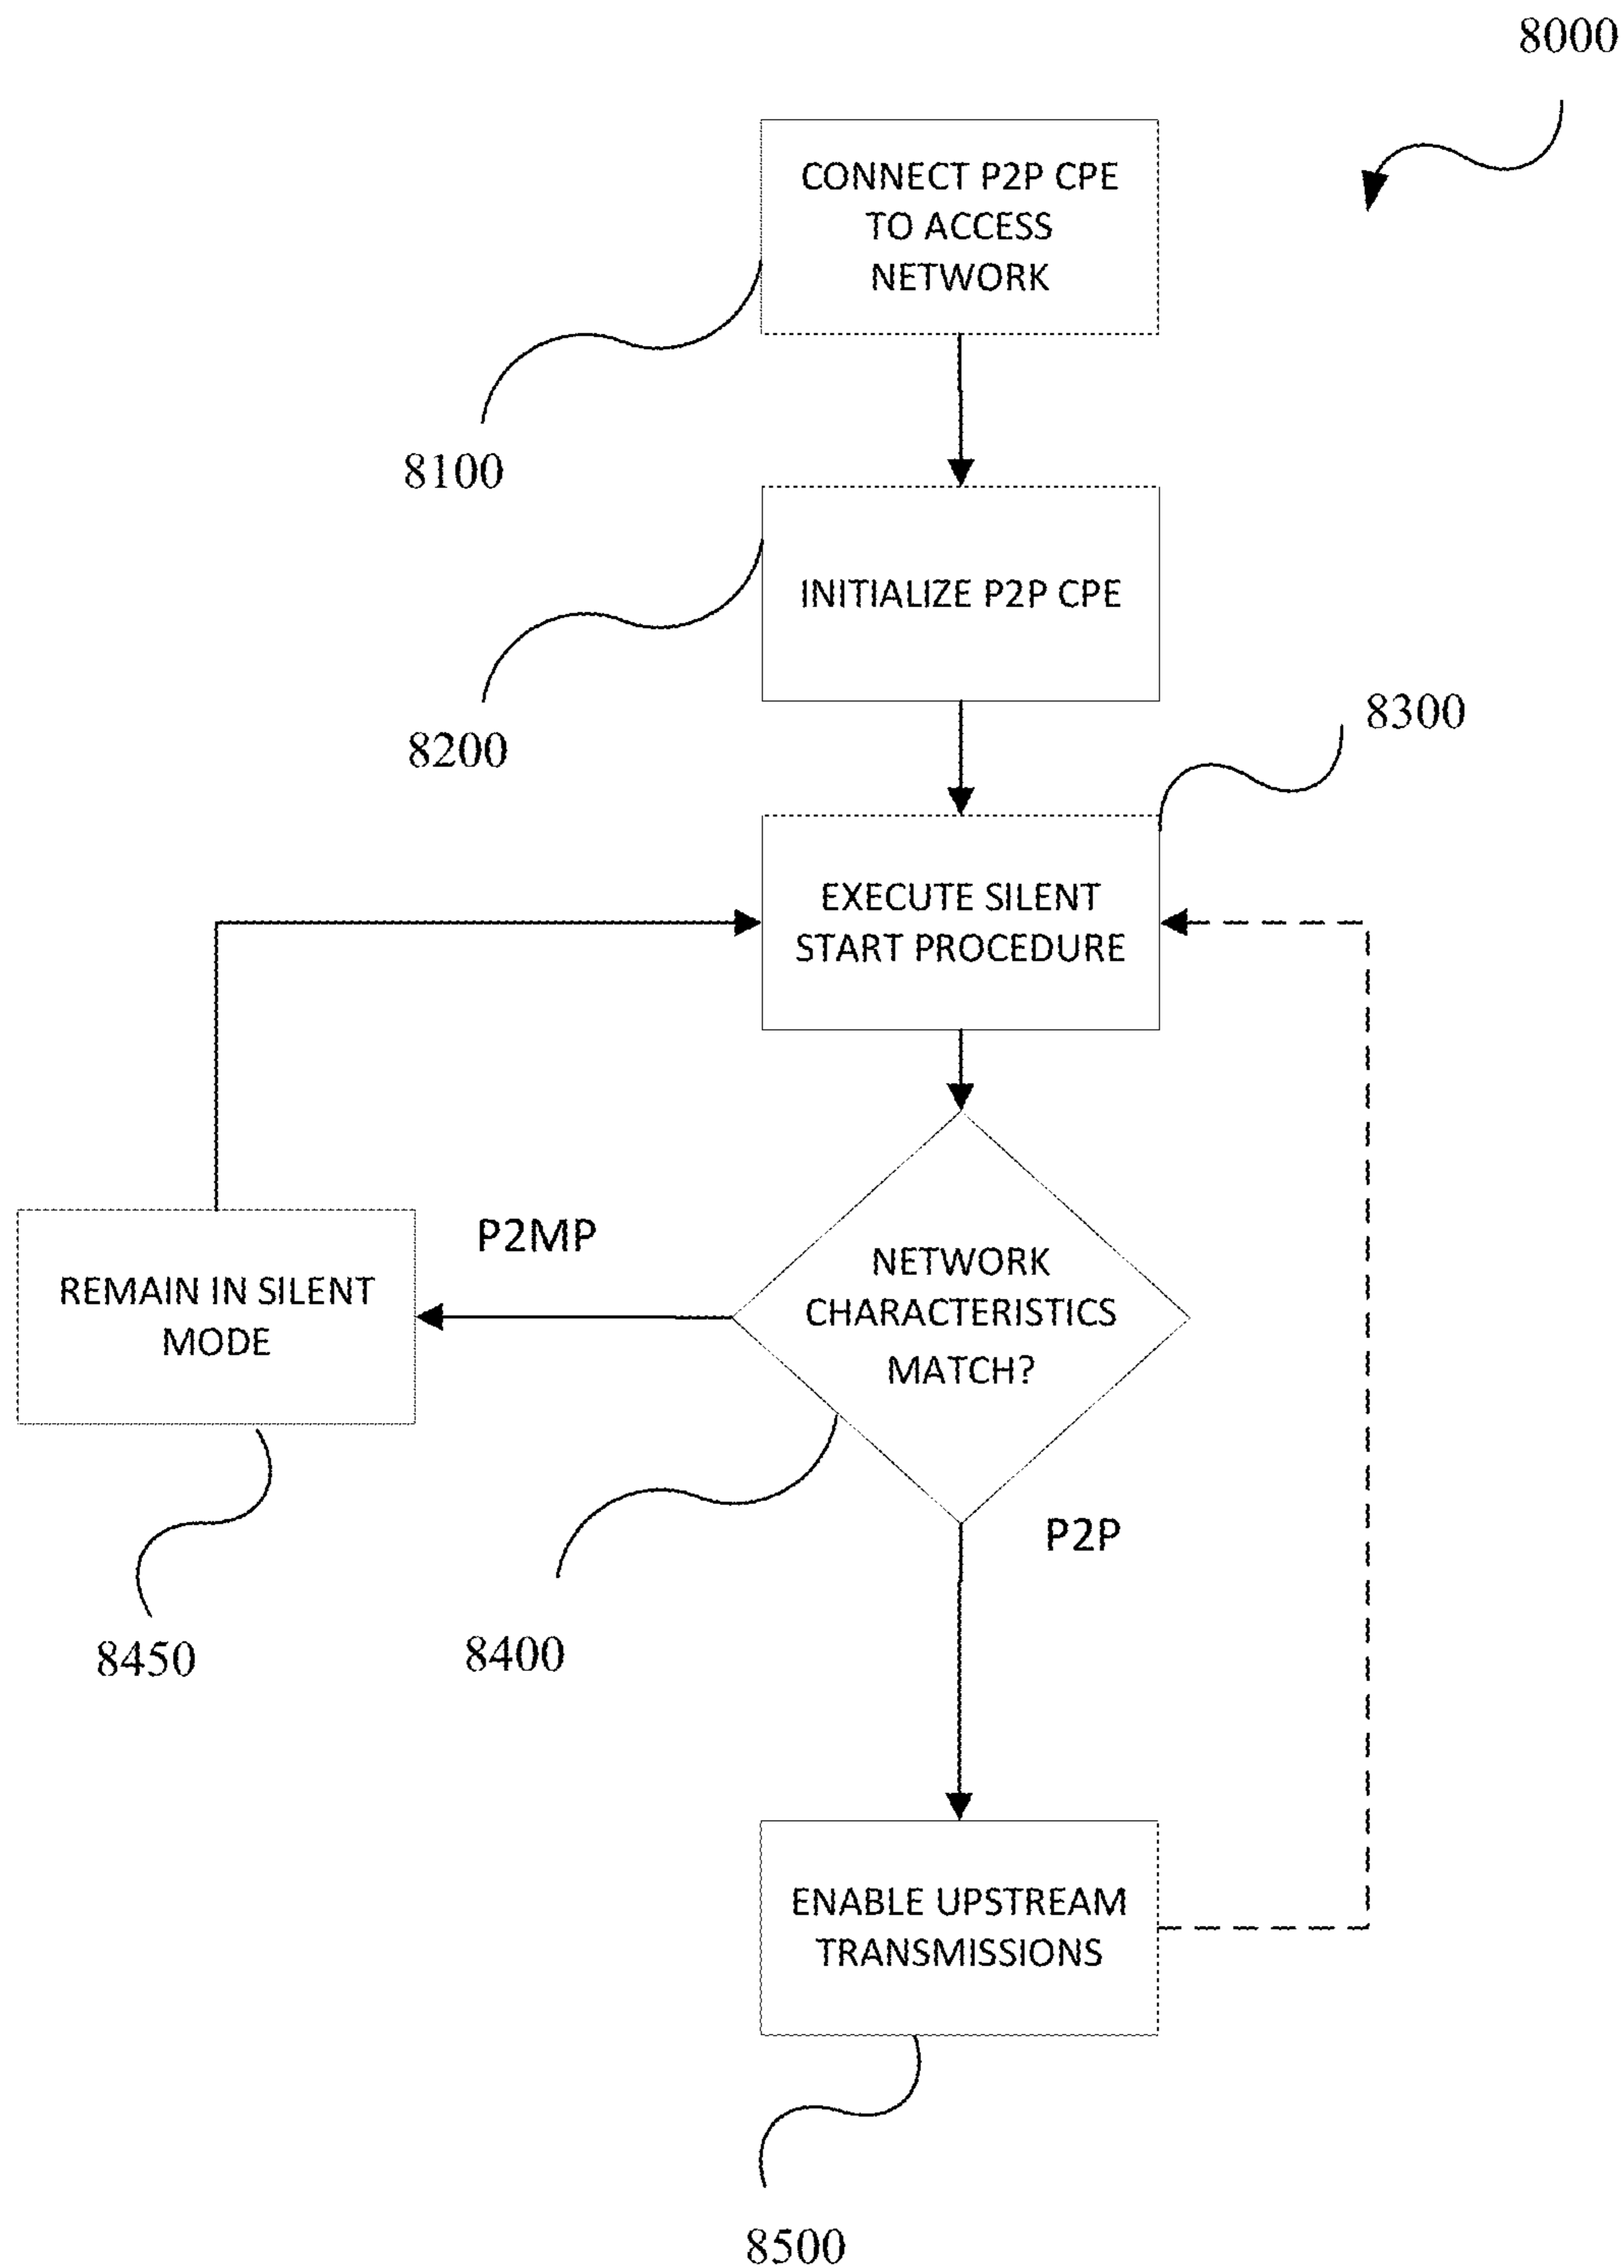 8000
CONNECT P2P CPE
TO ACCESS
NETWORK
8100
INITIALIZE P2P CPE
8200
8300
EXECUTE SILENT
START PROCEDURE
P2MP
REMAIN IN SILENT
MODE
NETWORK
CHARACTERISTICS
MATCH?
P2P
8450
8400
ENABLE UPSTREAM
TRANSMISSIONS
8500